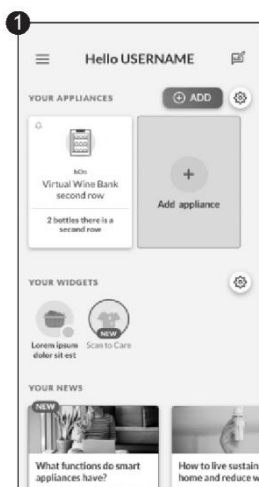 1
Hello USERNAME
YOUR APPLIANCES
ADD
hOn
Virtual Wine Bank
second row
2 bottles there is a
second row
Add appliance
YOUR WIDGETS
NEW
Lorem ipsum
dolor sit est
Scan to Care
YOUR NEWS
NEW
What functions do smart
appliances have?
How to live sustain
home and reduce w